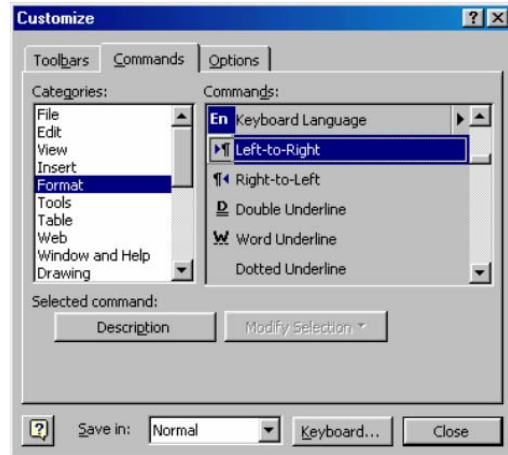 Customize
Toolbars Commands Options
Categories:
File
Edit
View
Insert
Format
Tools
Table
Web
Window and Help
Drawing
Commands:
En Keyboard Language
Left-to-Right
Right-to-Left
D Double Underline
W Word Underline
Dotted Underline
Selected command:
Description Modify Selection
Save in: Normal Keyboard... Close